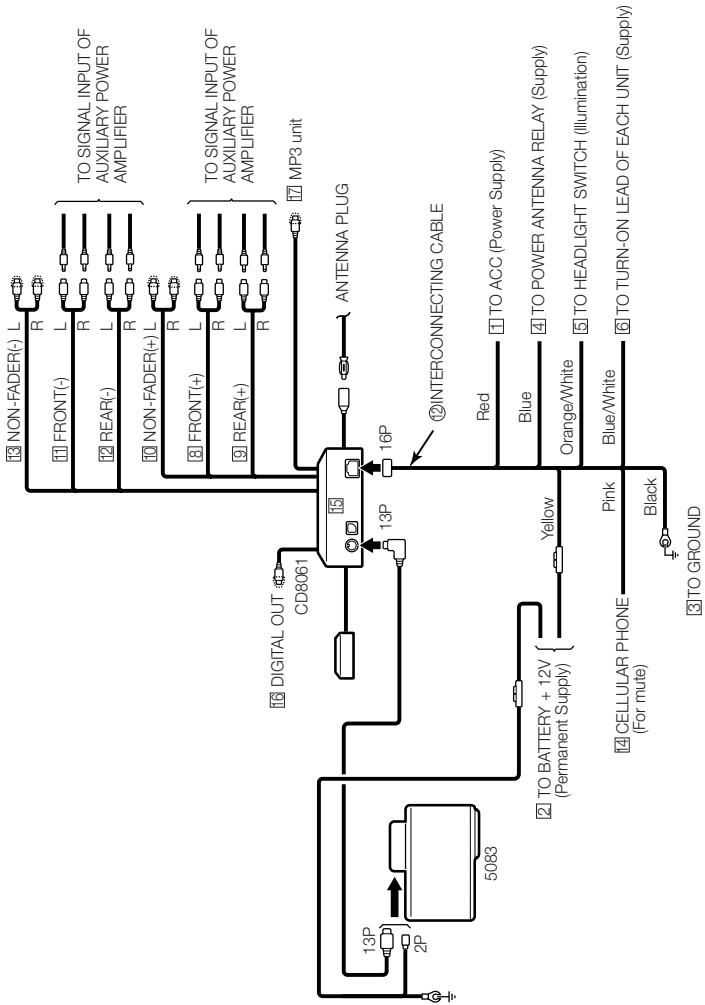 13 NON-FADER(-) L
R
11 FRONT(-) L
R
12 REAR(-) L
R
10 NON-FADER(+) L
R
8 FRONT(+) L
R
9 REAR(+) L
R
TO SIGNAL INPUT OF
AUXILIARY POWER
AMPLIFIER
TO SIGNAL INPUT OF
AUXILIARY POWER
AMPLIFIER
17 MP3 unit
ANTENNA PLUG
16 DIGITAL OUT
CD8061
15
13P
16P
⑫INTERCONNECTING CABLE
Red
1 TO ACC (Power Supply)
Blue
4 TO POWER ANTENNA RELAY (Supply)
Orange/White
5 TO HEADLIGHT SWITCH (Illumination)
Blue/White
6 TO TURN-ON LEAD OF EACH UNIT (Supply)
Yellow
Pink
Black
2 TO BATTERY + 12V
(Permanent Supply)
14 CELLULAR PHONE
(For mute)
3 TO GROUND
13P
2P
5083